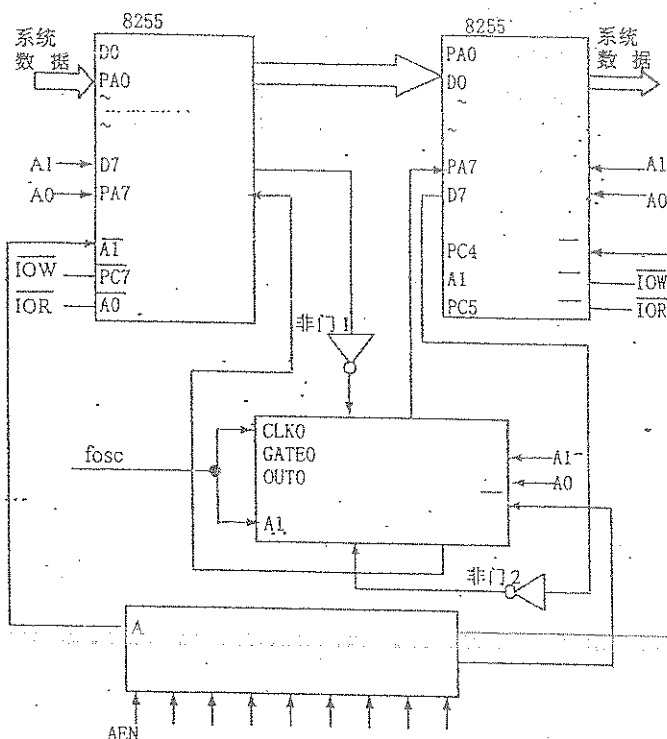 8255
系统
数据
D0
PA0
~
~
A1
D7
A0
PA7
A1
IOW
PC7
IOR
A0
8255
PA0
系统
数据
D0
~
~
A1
PA7
A0
D7
PC4
A1
IOW
PC5
IOR
非门1
CLK0
GATE0
OUT0
fosc
A1
A0
A1
非门2
A
AEN